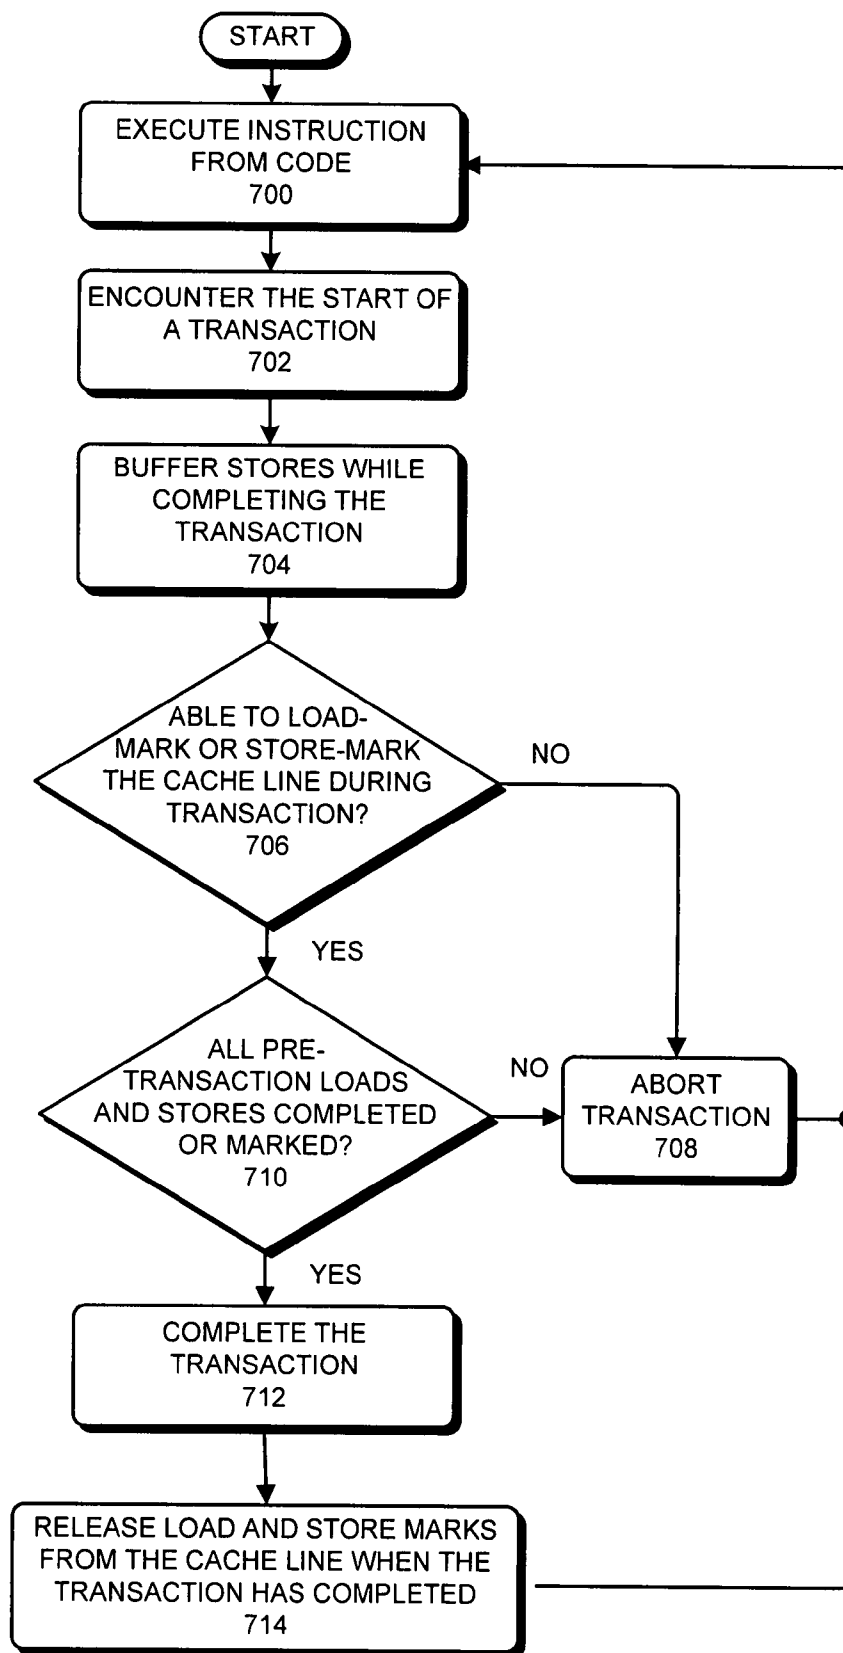 START
EXECUTE INSTRUCTION
FROM CODE
700
ENCOUNTER THE START OF
A TRANSACTION
702
BUFFER STORES WHILE
COMPLETING THE
TRANSACTION
704
ABLE TO LOAD-
MARK OR STORE-MARK
THE CACHE LINE DURING
TRANSACTION?
706
NO
YES
ALL PRE-
TRANSACTION LOADS
AND STORES COMPLETED
OR MARKED?
710
NO
ABORT
TRANSACTION
708
YES
COMPLETE THE
TRANSACTION
712
RELEASE LOAD AND STORE MARKS
FROM THE CACHE LINE WHEN THE
TRANSACTION HAS COMPLETED
714